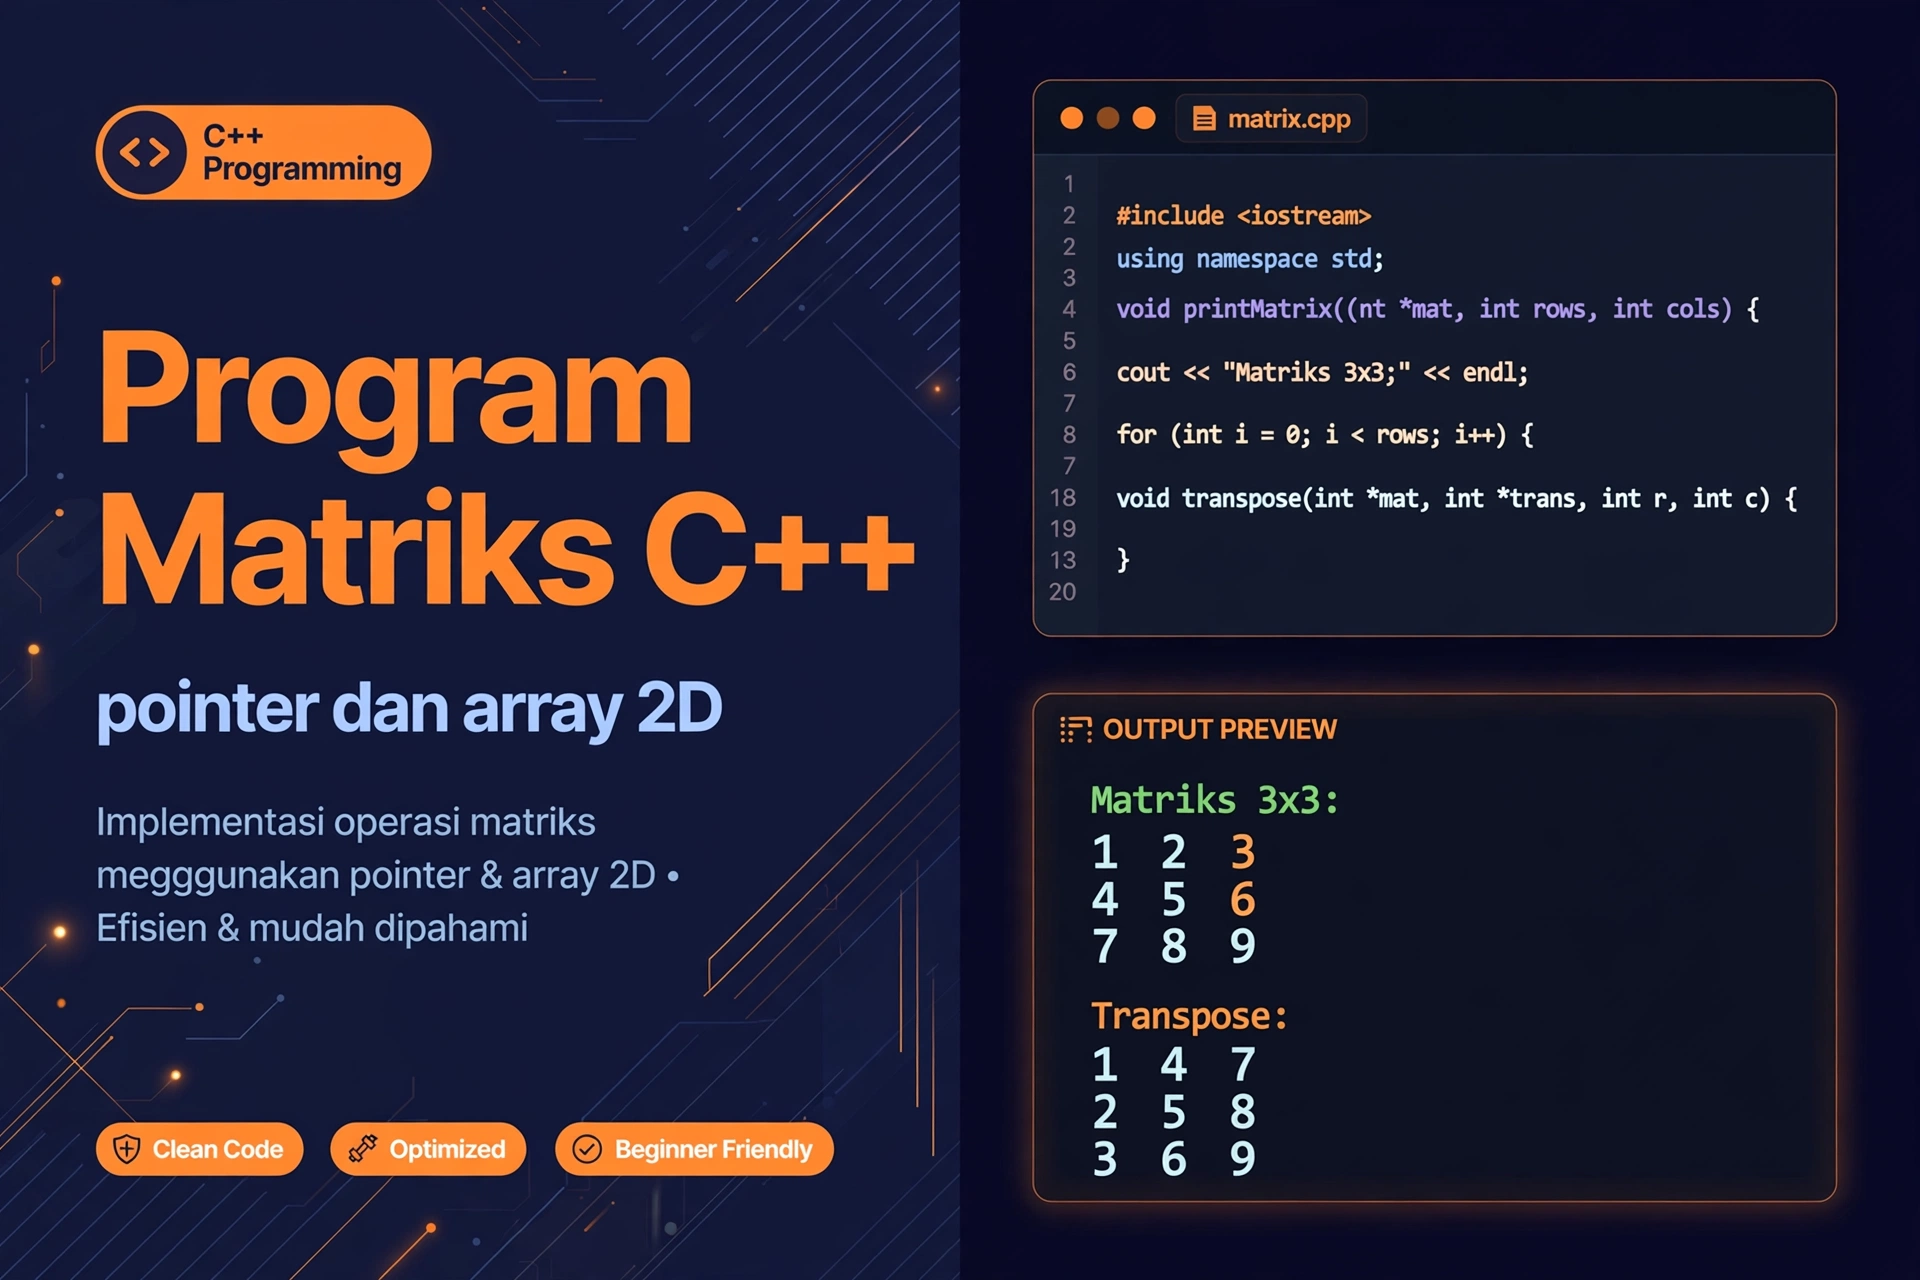 C++
Programming
Program
Matriks C++
pointer dan array 2D
Implementasi operasi matriks
megggunakan pointer & array 2D •
Efisien & mudah dipahami
Clean Code
Optimized
Beginner Friendly
matrix.cpp
1
2 #include <iostream>
2 using namespace std;
3
4 void printMatrix((nt *mat, int rows, int cols) {
5
6 cout << "Matriks 3x3;" << endl;
7
8 for (int i = 0; i < rows; i++) {
7
18 void transpose(int *mat, int *trans, int r, int c) {
19
13 }
20
OUTPUT PREVIEW
Matriks 3x3:
1 2 3
4 5 6
7 8 9
Transpose:
1 4 7
2 5 8
3 6 9